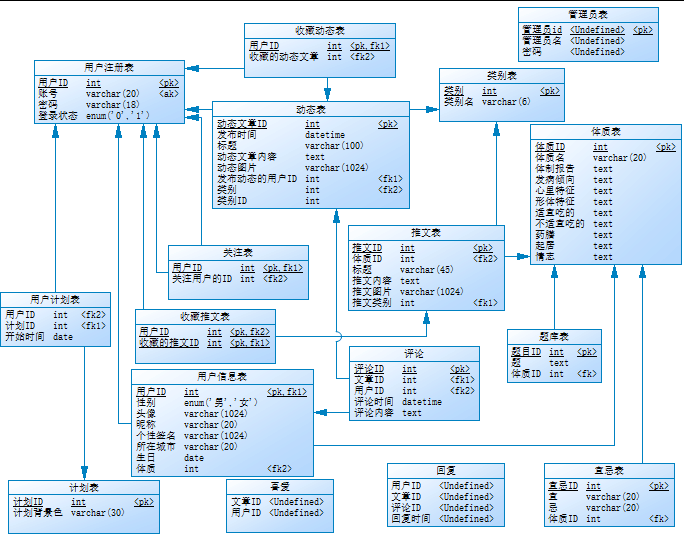 收藏动态表
用户ID int <pk,fk1>
收藏的动态文章 int <fk2>
管理员表
管理员id <Undefined> <pk>
管理员名 <Undefined>
密码 <Undefined>
用户注册表
用户ID int <pk>
账号 varchar(20) <ak>
密码 varchar(18)
登录状态 enum('0','1')
类别表
类别 int <pk>
类别名 varchar(6)
动态表
动态文章ID int <pk>
发布时间 datetime
标题 varchar(100)
动态文章内容 text
动态图片 varchar(1024)
发布动态的用户ID int <fk1>
类别 int <fk2>
类别ID int
体质表
体质ID int <pk>
体质名 varchar(20)
体制报告 text
发病倾向 text
心里特征 text
形体特征 text
适宜吃的 text
不适宜吃的 text
药膳 text
起居 text
情志 text
推文表
推文ID int <pk>
体质ID int <fk2>
标题 varchar(45)
推文内容 text
推文图片 varchar(1024)
推文类别 int <fk1>
关注表
用户ID int <pk,fk1>
关注用户的ID int <fk2>
用户计划表
用户ID int <fk2>
计划ID int <fk1>
开始时间 date
收藏推文表
用户ID int <pk,fk2>
收藏的推文ID int <pk,fk1>
题库表
题目ID int <pk>
题 text
体质ID int <fk>
评论
评论ID int <pk>
文章ID int <fk1>
用户ID int <fk2>
评论时间 datetime
评论内容 text
用户信息表
用户ID int <pk,fk1>
性别 enum('男','女')
头像 varchar(1024)
昵称 varchar(20)
个性签名 varchar(1024)
所在城市 varchar(20)
生日 date
体质 int <fk2>
计划表
计划ID int <pk>
计划背景色 varchar(30)
喜爱
文章ID <Undefined>
用户ID <Undefined>
回复
用户ID <Undefined>
文章ID <Undefined>
评论ID <Undefined>
回复时间 <Undefined>
宜忌表
宜忌ID int <pk>
宜 varchar(20)
忌 varchar(20)
体质ID int <fk>